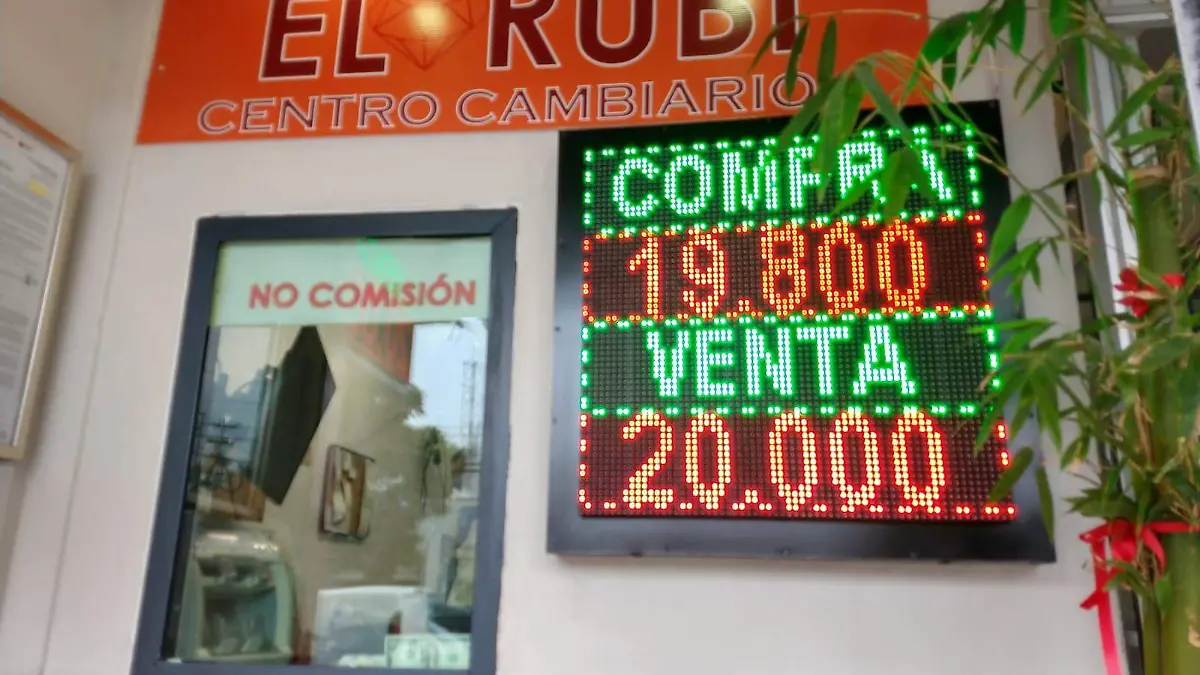 EL RUBI
CENTRO CAMBIARIO
NO COMISIÓN
COMPRA
19.800
VENTA
20.000